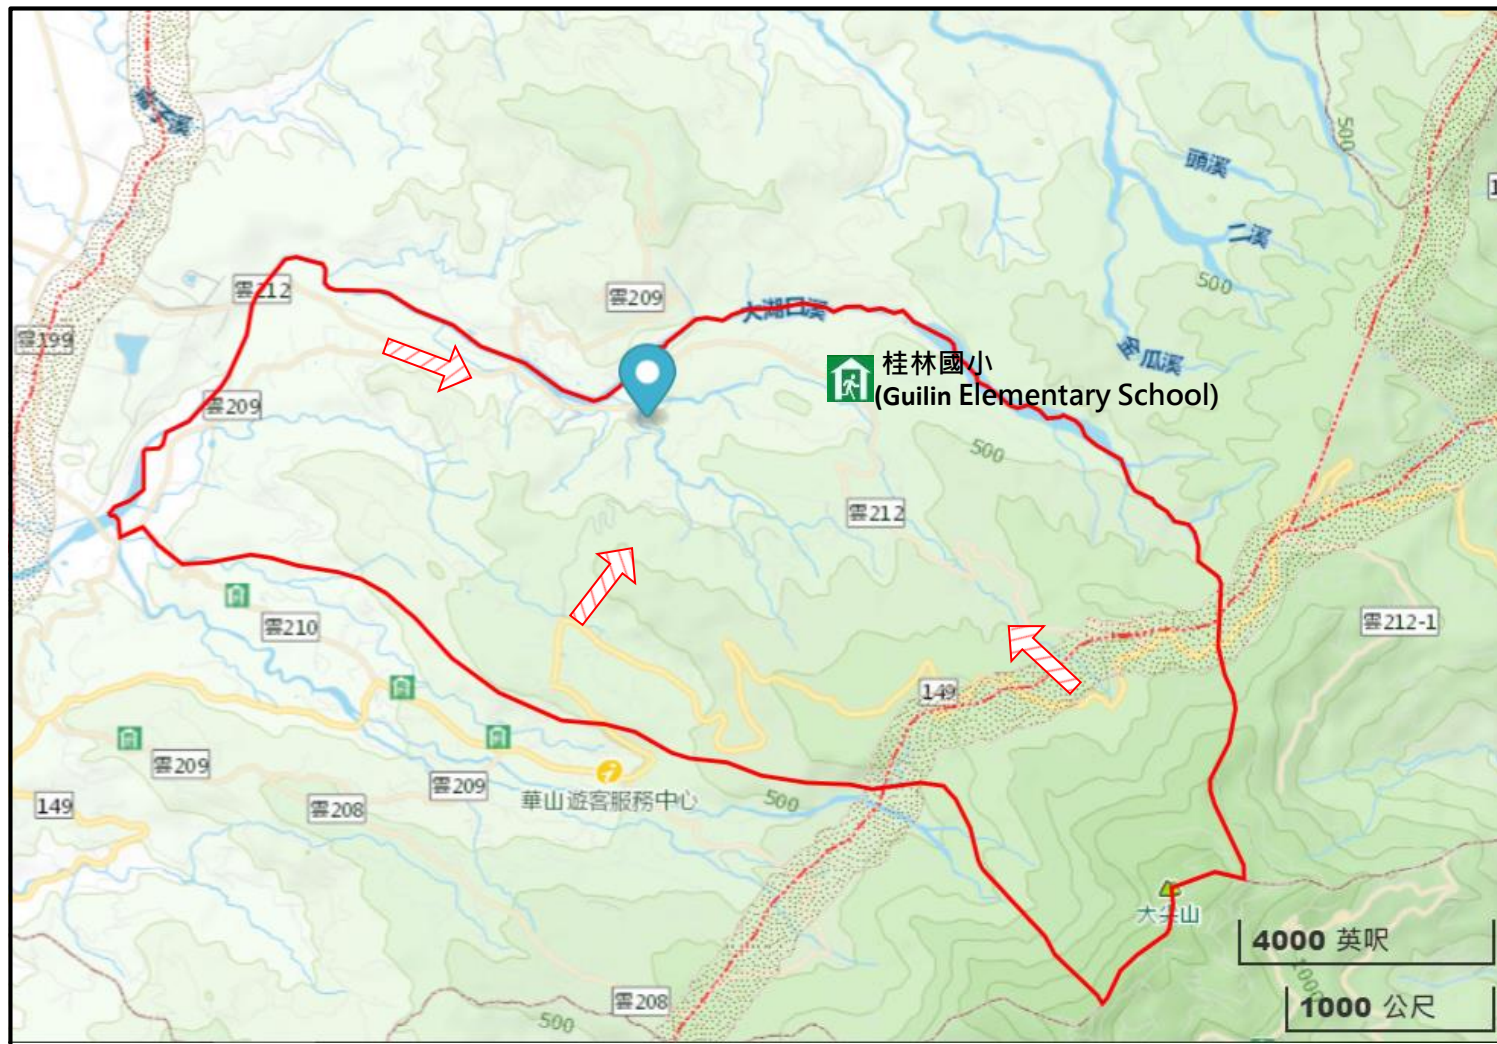 500
頭溪
二溪
500
雲212
雲209
大湖口溪
雲199
金瓜溪
桂林國小
(Guilin Elementary School)
雲209
500
雲212
雲210
雲212-1
149
雲209
雲209
149
雲208
華山遊客服務中心
500
大尖山
4000 英呎
1000
1000 公尺
雲208
500